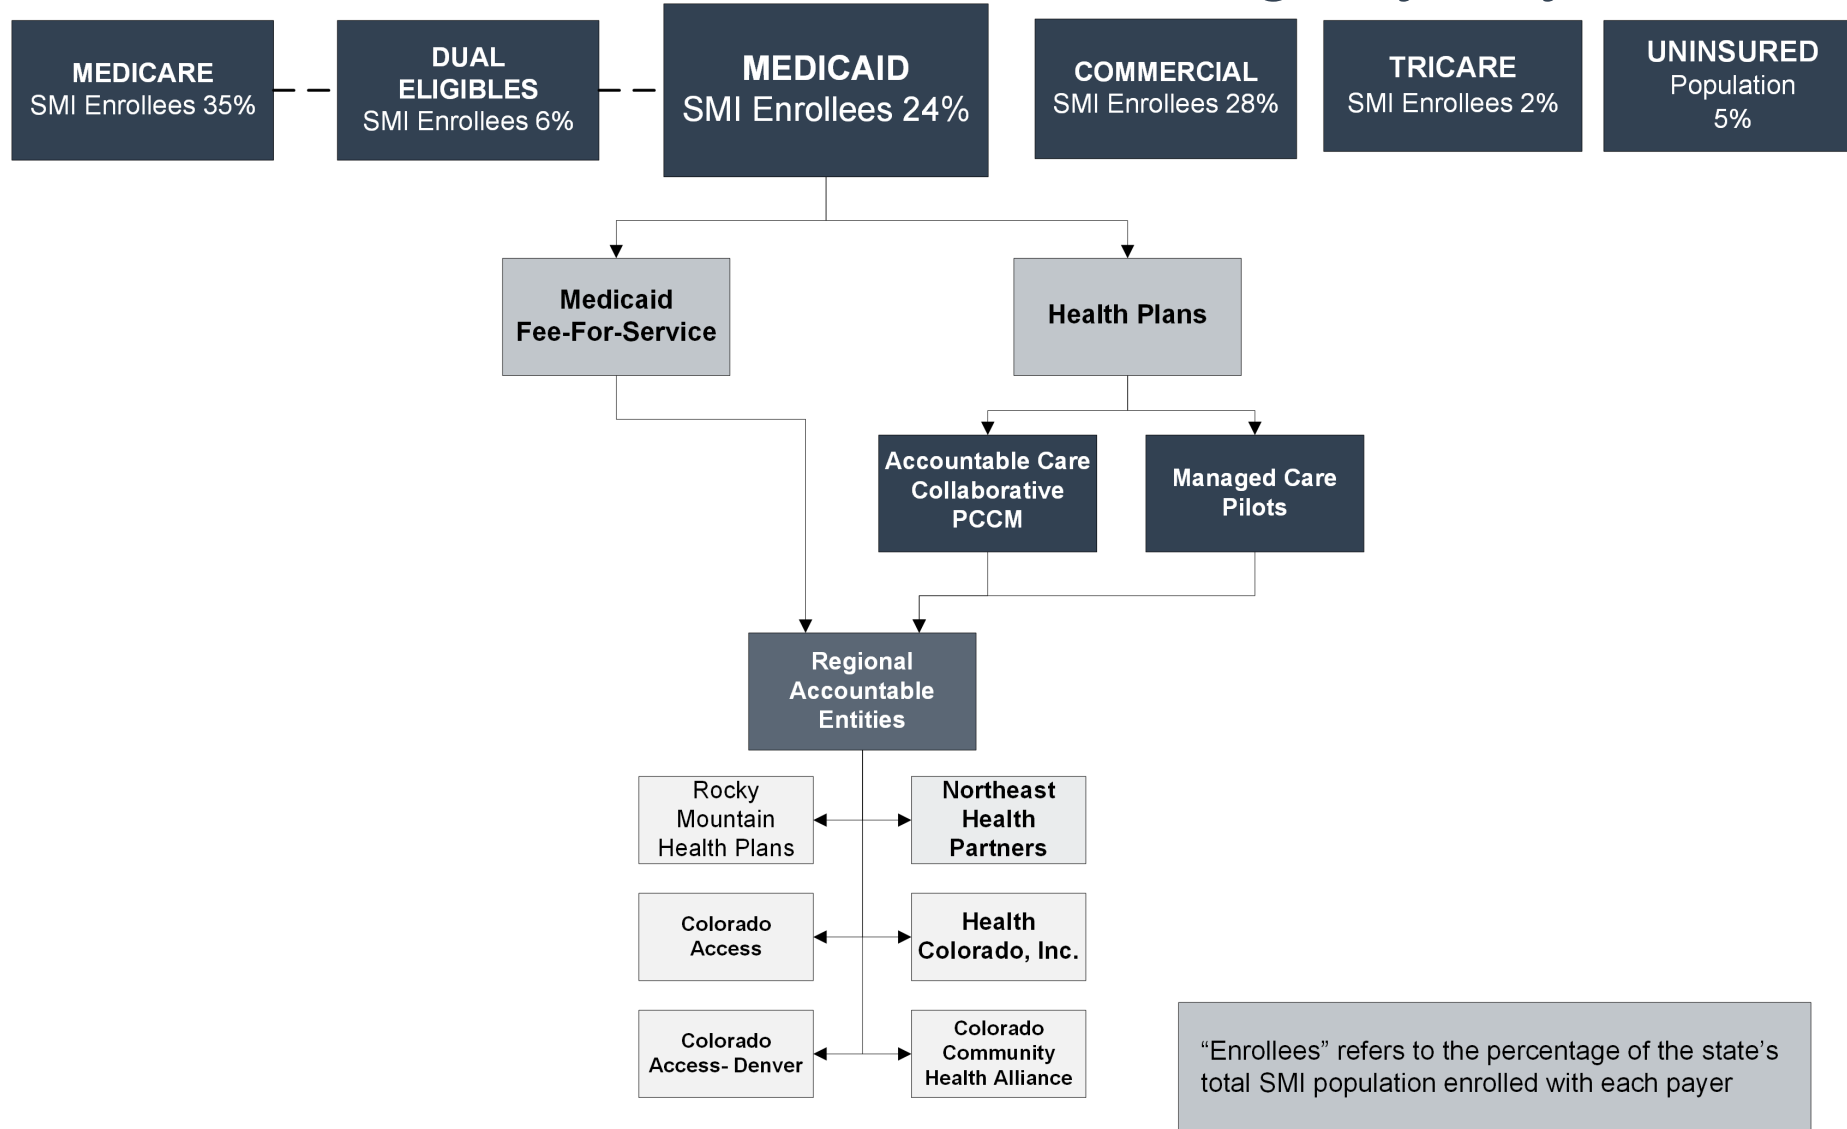 MEDICARE
SMI Enrollees 35%
DUAL
ELIGIBLES
SMI Enrollees 6%
MEDICAID
SMI Enrollees 24%
COMMERCIAL
SMI Enrollees 28%
TRICARE
SMI Enrollees 2%
UNINSURED
Population
5%
Medicaid
Fee-For-Service
Health Plans
Accountable Care
Collaborative
PCCM
Managed Care
Pilots
Regional
Accountable
Entities
Rocky
Mountain
Health Plans
Northeast
Health
Partners
Colorado
Access
Health
Colorado, Inc.
Colorado
Access- Denver
Colorado
Community
Health Alliance
“Enrollees” refers to the percentage of the state’s
total SMI population enrolled with each payer